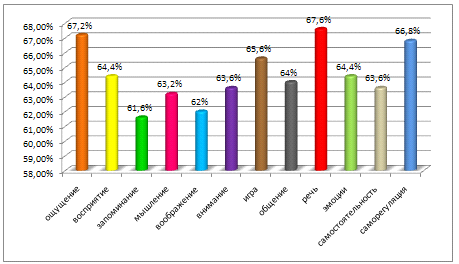 68,00%
67,00%
66,00%
65,00%
64,00%
63,00%
62,00%
61,00%
60,00%
59,00%
58,00%
67,2%
64,4%
61,6%
63,2%
62%
63,6%
65,6%
64%
67,6%
64,4%
63,6%
66,8%
ощущение
восприятие
запоминание
мышление
воображение
внимание
игра
общение
речь
эмоции
самостоятельность
саморегуляция